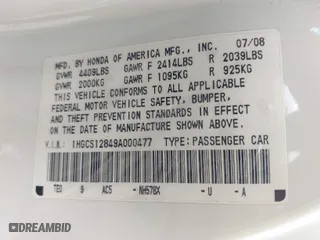 MFD. BY HONDA OF AMERICA MFG., INC. 07/08
GVWR 4409LBS GAWR F 2414LBS R 2039LBS
GVWR 2000KG GAWR F 1095KG R 925KG
THIS VEHICLE CONFORMS TO ALL APPLICABLE
FEDERAL MOTOR VEHICLE SAFETY, BUMPER,
AND THEFT PREVENTION STANDARDS IN EFFECT
ON THE DATE OF MANUFACTURE SHOWN ABOVE.
V.I.N.: 1HGCS12849A000477 TYPE: PASSENGER CAR
TE0 9 ACS -NH578X -U -A
DEALERSCOPE